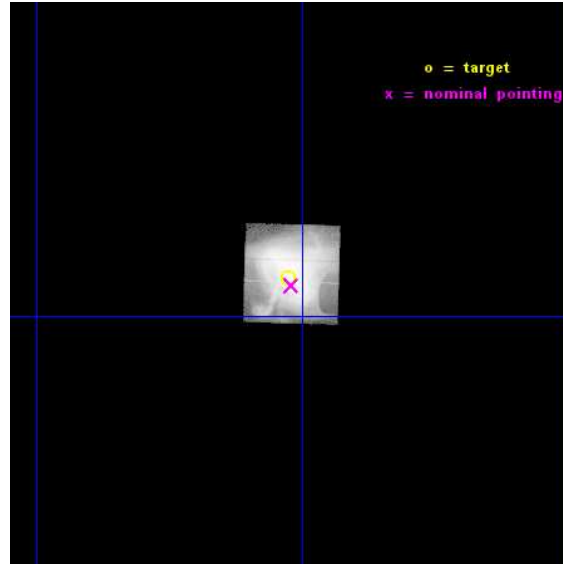 o = target
x = nominal pointing